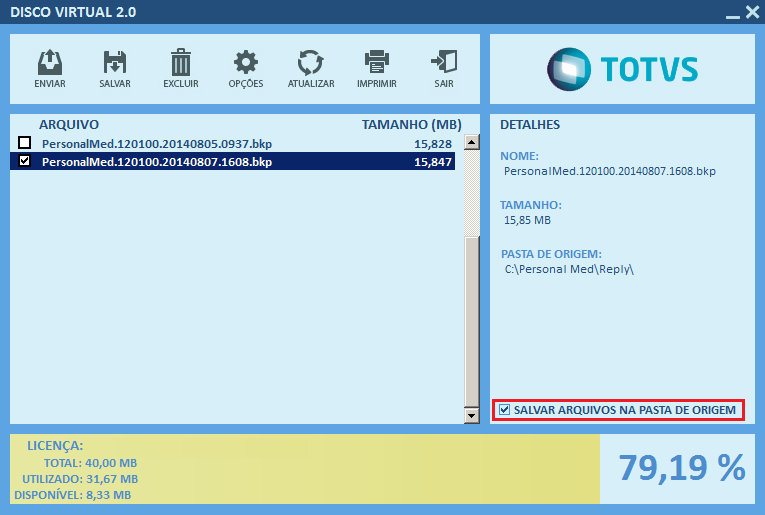 DISCO VIRTUAL 2.0
ENVIAR SALVAR EXCLUIR OPÇÕES ATUALIZAR IMPRIMIR SAIR
TOTVS
ARQUIVO TAMANHO (MB)
PersonalMed.120100.20140805.0937.bkp 15,828
PersonalMed.120100.20140807.1608.bkp 15,847
DETALHES
NOME:
PersonalMed.120100.20140807.1608.bkp
TAMANHO:
15,85 MB
PASTA DE ORIGEM:
C:\Personal Med\Reply\
SALVAR ARQUIVOS NA PASTA DE ORIGEM
LICENÇA:
TOTAL: 40,00 MB
UTILIZADO: 31,67 MB
DISPONÍVEL: 8,33 MB
79,19 %